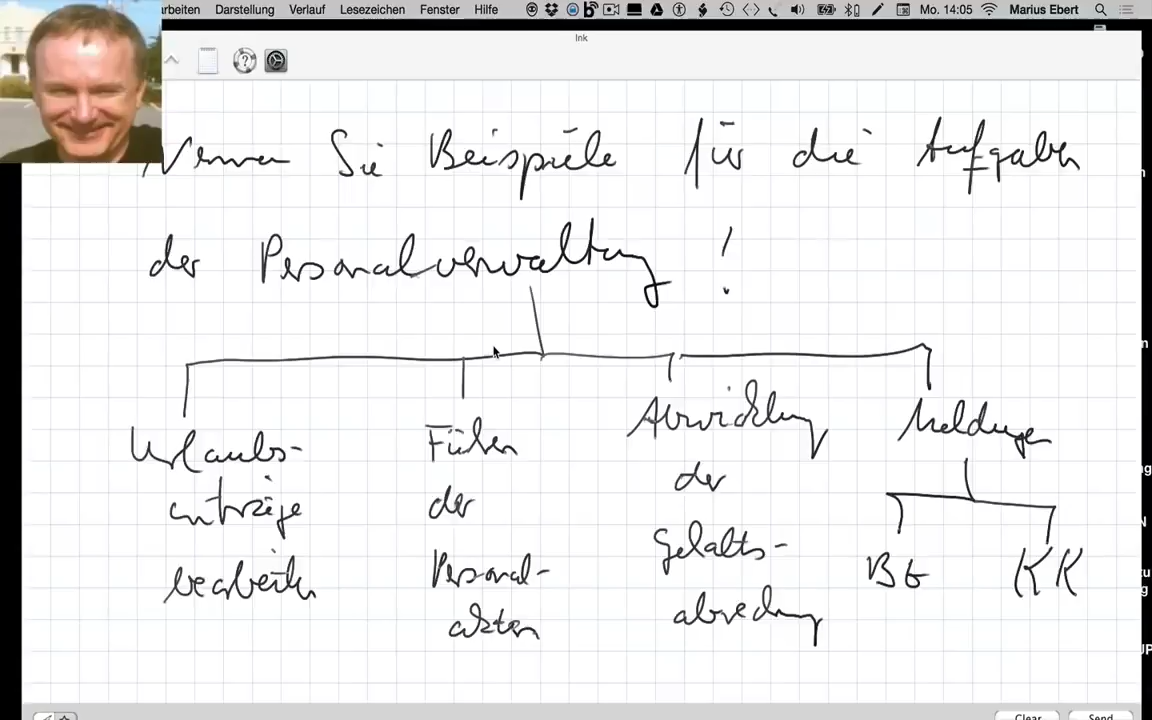 arbeiten Darstellung Verlauf Lesezeichen Fenster Hilfe Mo. 14:05 Marius Ebert
Ink
Nennen Sie Beispiele für die Aufgaben
der Personalverwaltung !
Urlaubs-
anträge
bearbeiten
Führen
der
Personal-
akten
Abwicklung
der
Gehalts-
abrechnung
Meldungen
BG KK
Clear Send